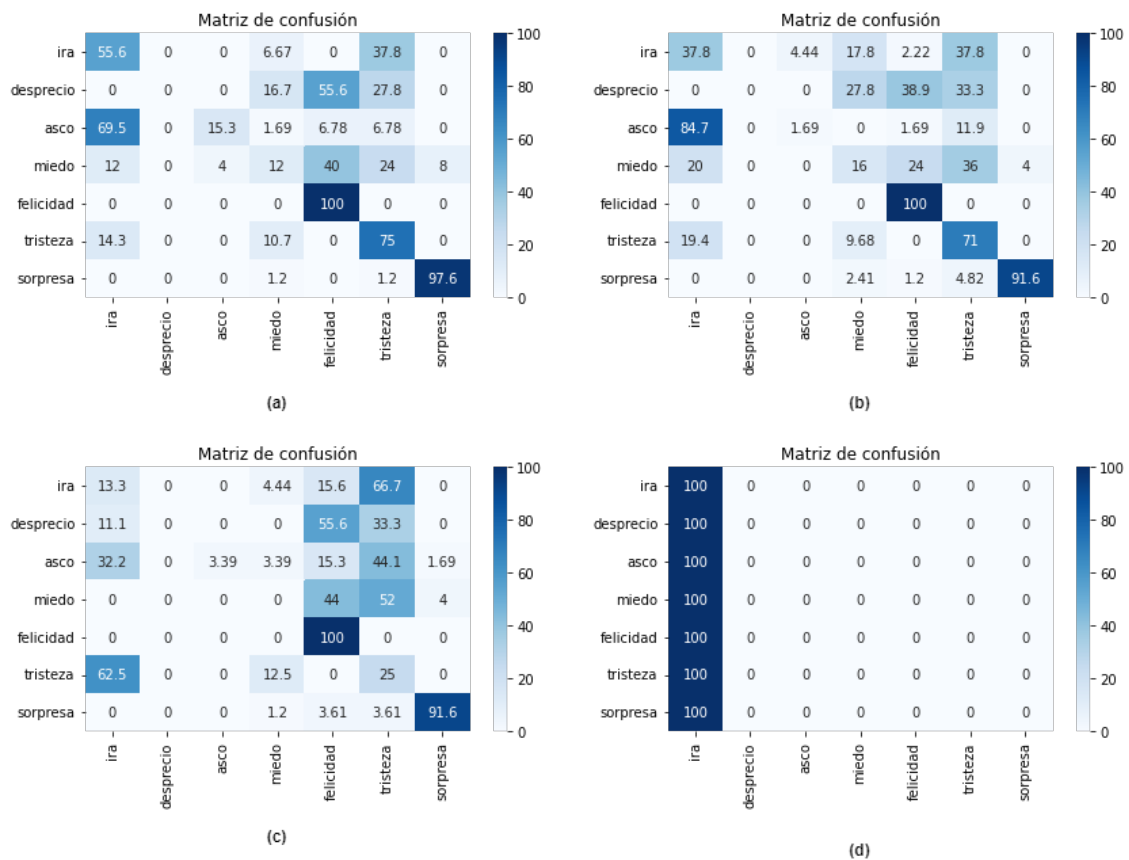 Matriz de confusión
ira 55.6 0 0 6.67 0 37.8 0 100
desprecio 0 0 0 16.7 55.6 27.8 0 80
asco 69.5 0 15.3 1.69 6.78 6.78 0 60
miedo 12 0 4 12 40 24 8
felicidad 0 0 0 0 100 0 0 40
tristeza 14.3 0 0 10.7 0 75 0 20
sorpresa 0 0 0 1.2 0 1.2 97.6 0
ira desprecio asco miedo felicidad tristeza sorpresa
(a)
Matriz de confusión
ira 37.8 0 4.44 17.8 2.22 37.8 0 100
desprecio 0 0 0 27.8 38.9 33.3 0 80
asco 84.7 0 1.69 0 1.69 11.9 0 60
miedo 20 0 0 16 24 36 4
felicidad 0 0 0 0 100 0 0 40
tristeza 19.4 0 0 9.68 0 71 0 20
sorpresa 0 0 0 2.41 1.2 4.82 91.6 0
ira desprecio asco miedo felicidad tristeza sorpresa
(b)
Matriz de confusión
ira 13.3 0 0 4.44 15.6 66.7 0 100
desprecio 11.1 0 0 0 55.6 33.3 0 80
asco 32.2 0 3.39 3.39 15.3 44.1 1.69 60
miedo 0 0 0 0 44 52 4
felicidad 0 0 0 0 100 0 0 40
tristeza 62.5 0 0 12.5 0 25 0 20
sorpresa 0 0 0 1.2 3.61 3.61 91.6 0
ira desprecio asco miedo felicidad tristeza sorpresa
(c)
Matriz de confusión
ira 100 0 0 0 0 0 0 100
desprecio 100 0 0 0 0 0 0 80
asco 100 0 0 0 0 0 0 60
miedo 100 0 0 0 0 0 0
felicidad 100 0 0 0 0 0 0 40
tristeza 100 0 0 0 0 0 0 20
sorpresa 100 0 0 0 0 0 0 0
ira desprecio asco miedo felicidad tristeza sorpresa
(d)